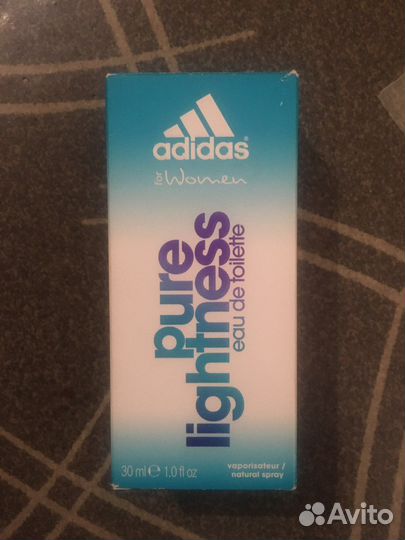 adidas®
for Women
pure
lightness
eau de toilette
30 ml ℮ 1.0 fl oz
vaporisateur /
natural spray
Avito